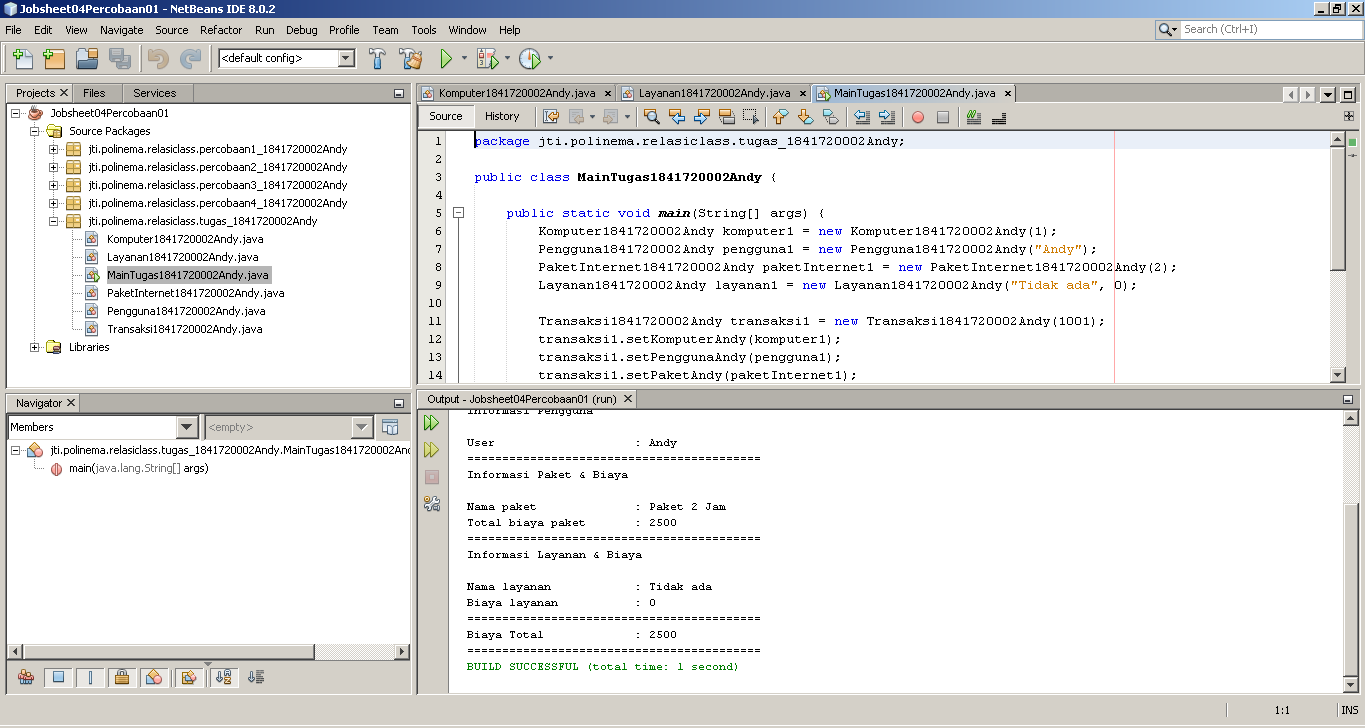 Jobsheet04Percobaan01 - NetBeans IDE 8.0.2
File Edit View Navigate Source Refactor Run Debug Profile Team Tools Window Help
Search (Ctrl+I)
<default config>
Projects Files Services
Jobsheet04Percobaan01
Source Packages
jti.polinema.relasiclass.percobaan1_1841720002Andy
jti.polinema.relasiclass.percobaan2_1841720002Andy
jti.polinema.relasiclass.percobaan3_1841720002Andy
jti.polinema.relasiclass.percobaan4_1841720002Andy
jti.polinema.relasiclass.tugas_1841720002Andy
Komputer1841720002Andy.java
Layanan1841720002Andy.java
MainTugas1841720002Andy.java
PaketInternet1841720002Andy.java
Pengguna1841720002Andy.java
Transaksi1841720002Andy.java
Libraries
Navigator
Members
<empty>
jti.polinema.relasiclass.tugas_1841720002Andy.MainTugas1841720002And
main(java.lang.String[] args)
Komputer1841720002Andy.java Layanan1841720002Andy.java MainTugas1841720002Andy.java
Source History
1 package jti.polinema.relasiclass.tugas_1841720002Andy;
2
3 public class MainTugas1841720002Andy {
4
5 public static void main(String[] args) {
6 Komputer1841720002Andy komputer1 = new Komputer1841720002Andy(1);
7 Pengguna1841720002Andy pengguna1 = new Pengguna1841720002Andy("Andy");
8 PaketInternet1841720002Andy paketInternet1 = new PaketInternet1841720002Andy(2);
9 Layanan1841720002Andy layanan1 = new Layanan1841720002Andy("Tidak ada", 0);
10
11 Transaksi1841720002Andy transaksi1 = new Transaksi1841720002Andy(1001);
12 transaksi1.setKomputerAndy(komputer1);
13 transaksi1.setPenggunaAndy(pengguna1);
14 transaksi1.setPaketAndy(paketInternet1);
Output - Jobsheet04Percobaan01 (run)
Informasi Pengguna
User : Andy
==========================================
Informasi Paket & Biaya
Nama paket : Paket 2 Jam
Total biaya paket : 2500
==========================================
Informasi Layanan & Biaya
Nama layanan : Tidak ada
Biaya layanan : 0
==========================================
Biaya Total : 2500
==========================================
BUILD SUCCESSFUL (total time: 1 second)
1:1 INS